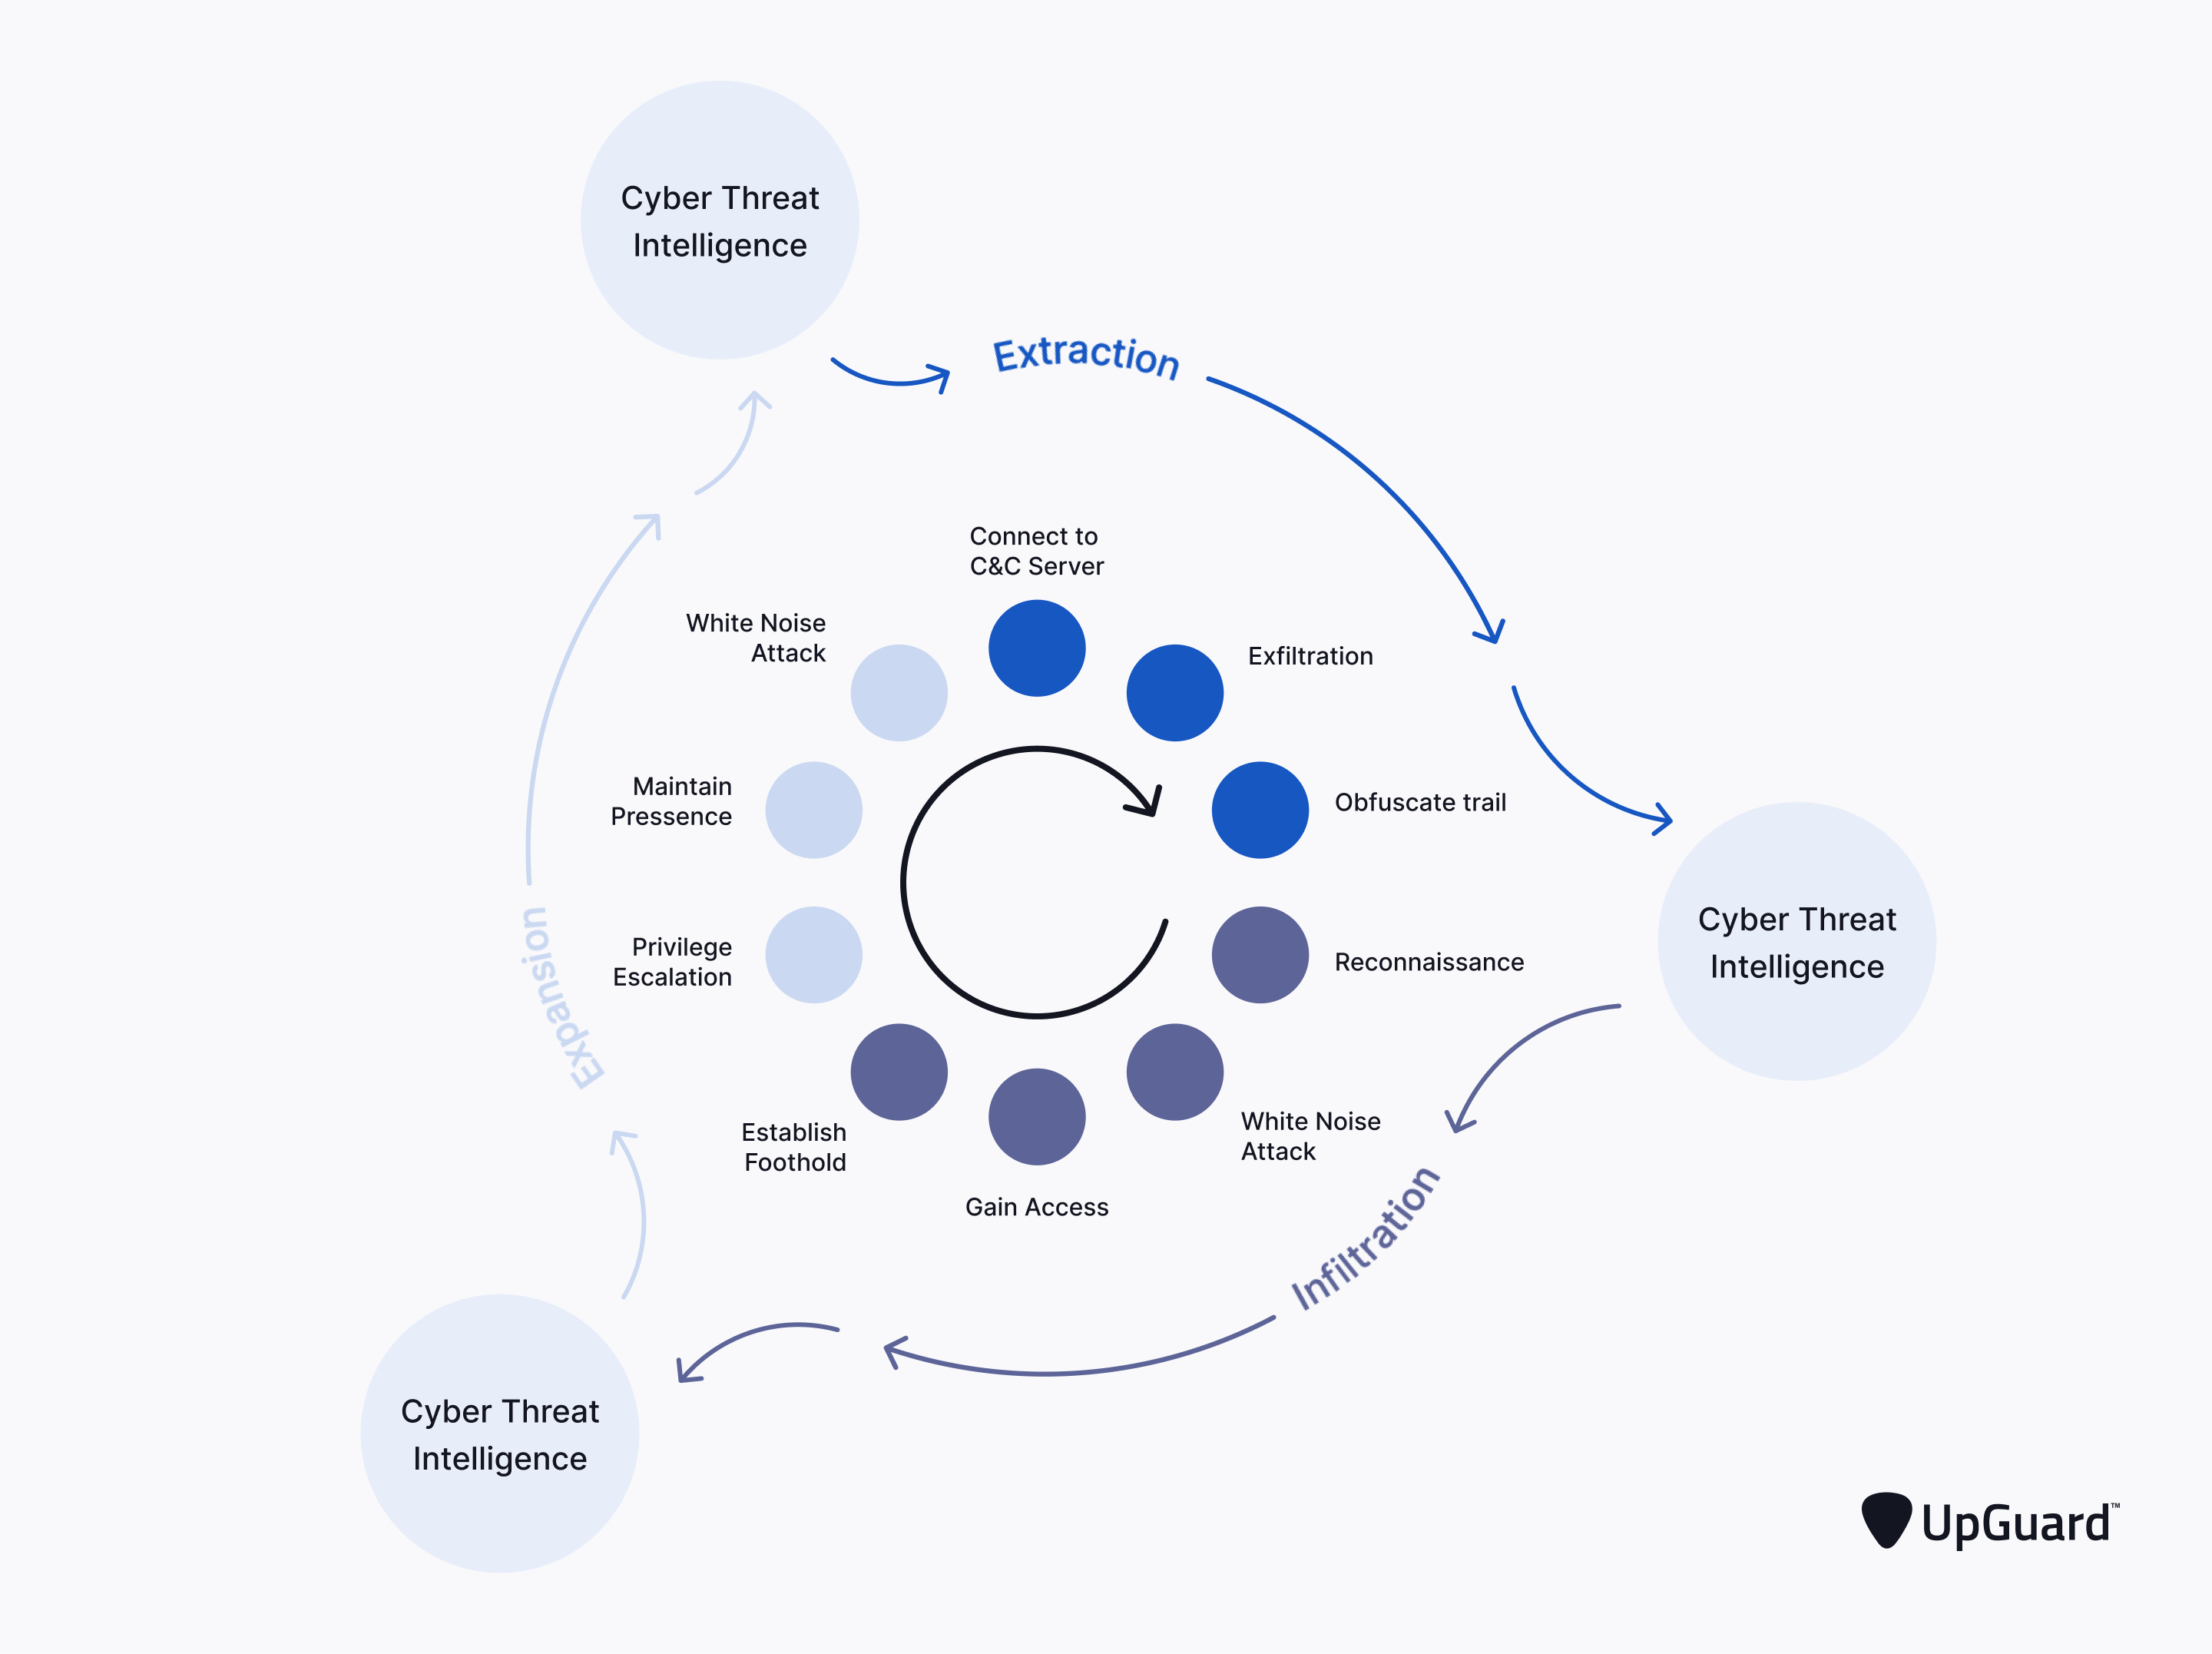 Cyber Threat
Intelligence
Extraction
Connect to
C&C Server
White Noise
Attack
Exfiltration
Maintain
Pressence
Obfuscate trail
Expansion
Privilege
Escalation
Reconnaissance
Cyber Threat
Intelligence
Establish
Foothold
White Noise
Attack
Gain Access
Infiltration
Cyber Threat
Intelligence
UpGuard™